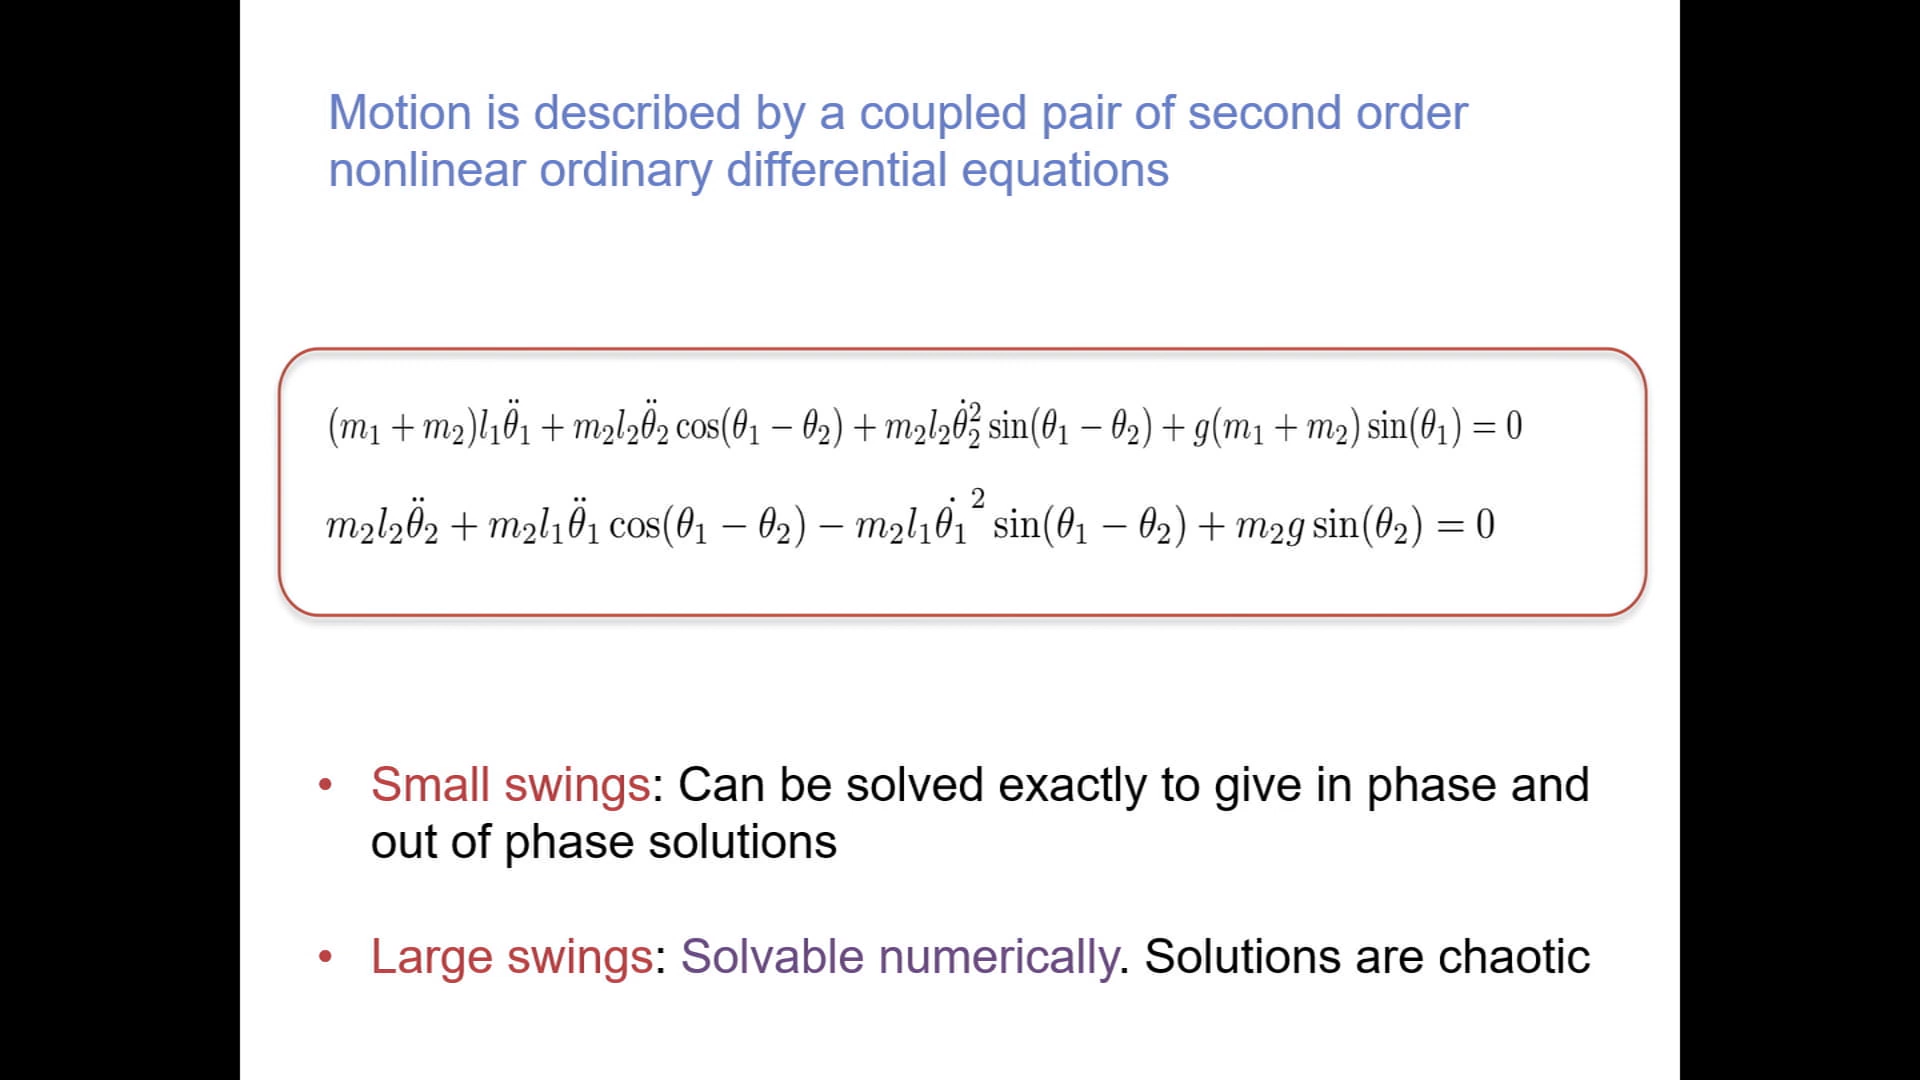 Motion is described by a coupled pair of second order
nonlinear ordinary differential equations
(m₁ + m₂)l₁θ̈₁ + m₂l₂θ̈₂ cos(θ₁ − θ₂) + m₂l₂θ̇₂² sin(θ₁ − θ₂) + g(m₁ + m₂) sin(θ₁) = 0
m₂l₂θ̈₂ + m₂l₁θ̈₁ cos(θ₁ − θ₂) − m₂l₁θ̇₁² sin(θ₁ − θ₂) + m₂g sin(θ₂) = 0
• Small swings: Can be solved exactly to give in phase and
out of phase solutions
• Large swings: Solvable numerically. Solutions are chaotic